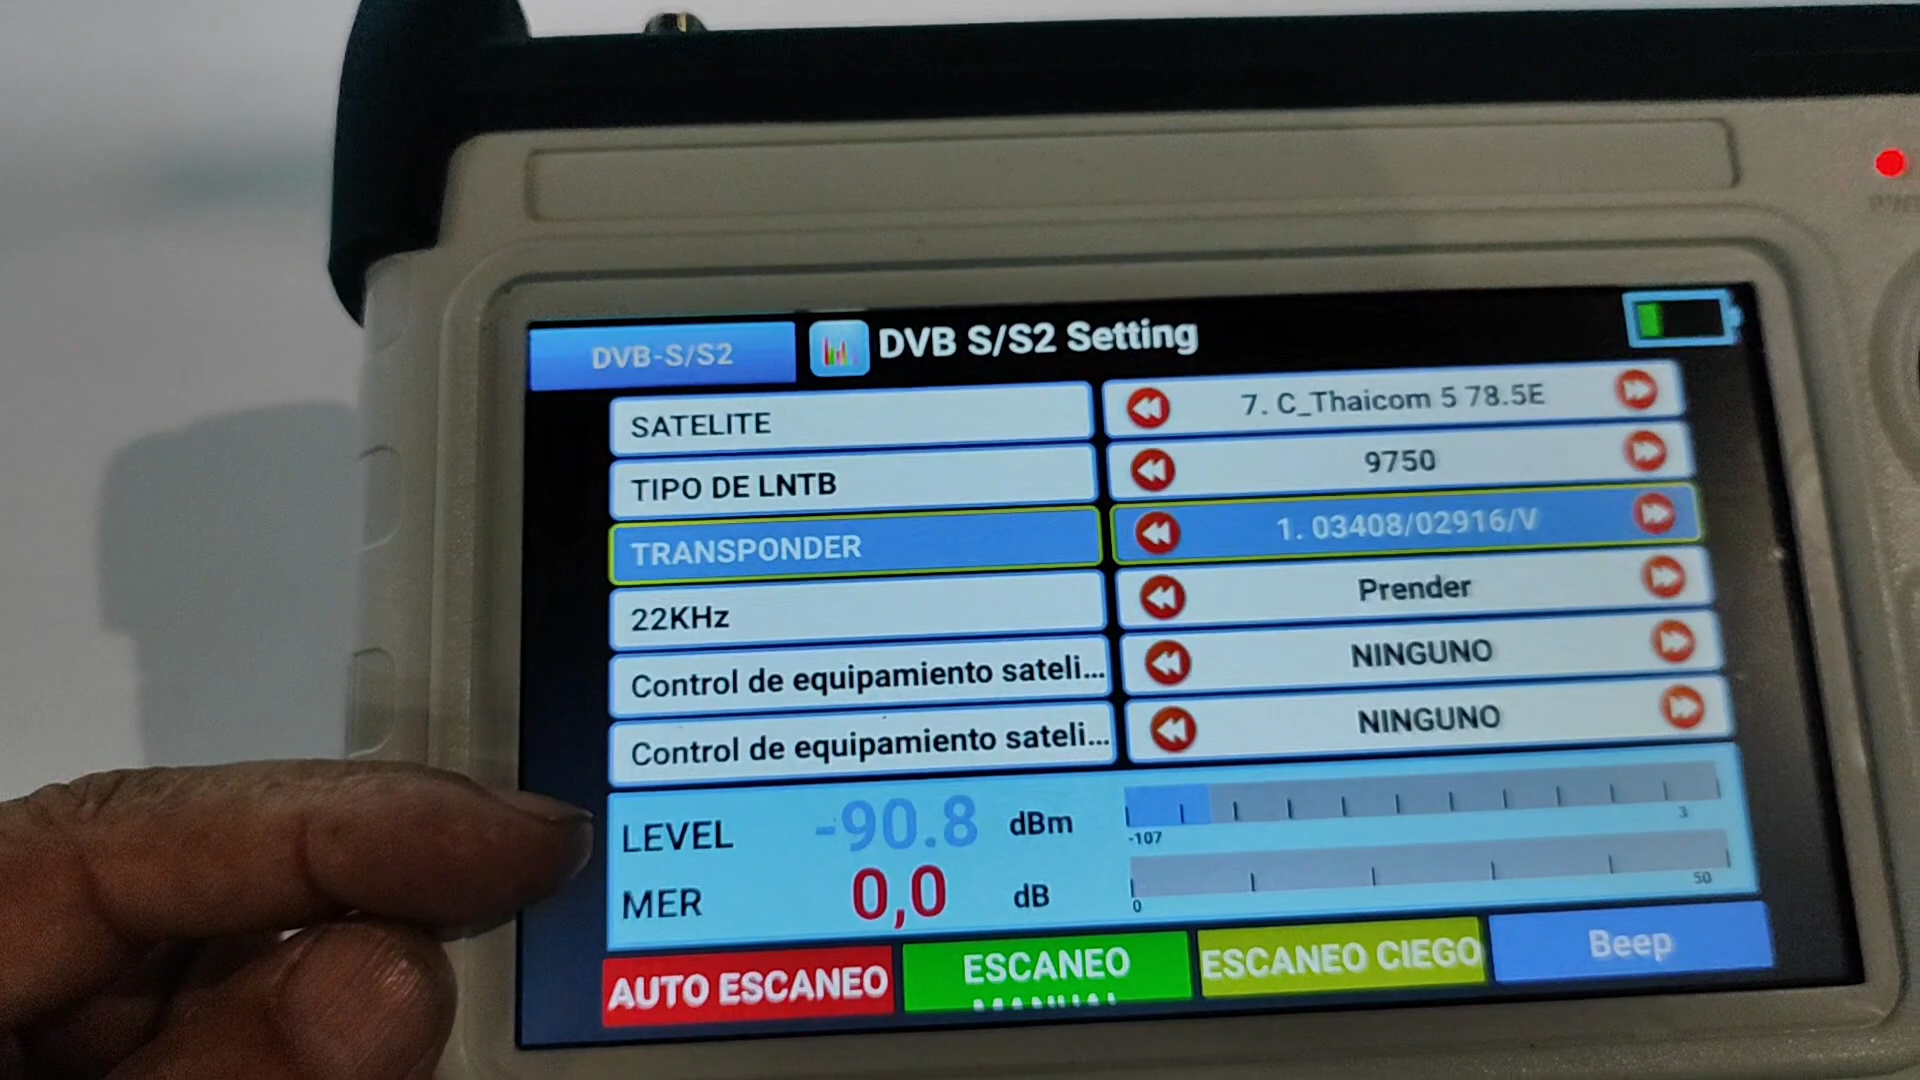 DVB-S/S2 DVB S/S2 Setting
SATELITE 7. C_Thaicom 5 78.5E
TIPO DE LNTB 9750
TRANSPONDER 1. 03408/02916/V
22KHz Prender
Control de equipamiento sateli... NINGUNO
Control de equipamiento sateli... NINGUNO
LEVEL -90.8 dBm
-107 3
MER 0,0 dB
0 50
AUTO ESCANEO ESCANEO ESCANEO CIEGO Beep